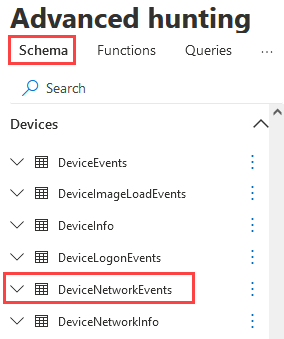 Advanced hunting
Schema Functions Queries ...
Search
Devices
DeviceEvents
DeviceImageLoadEvents
DeviceInfo
DeviceLogonEvents
DeviceNetworkEvents
DeviceNetworkInfo